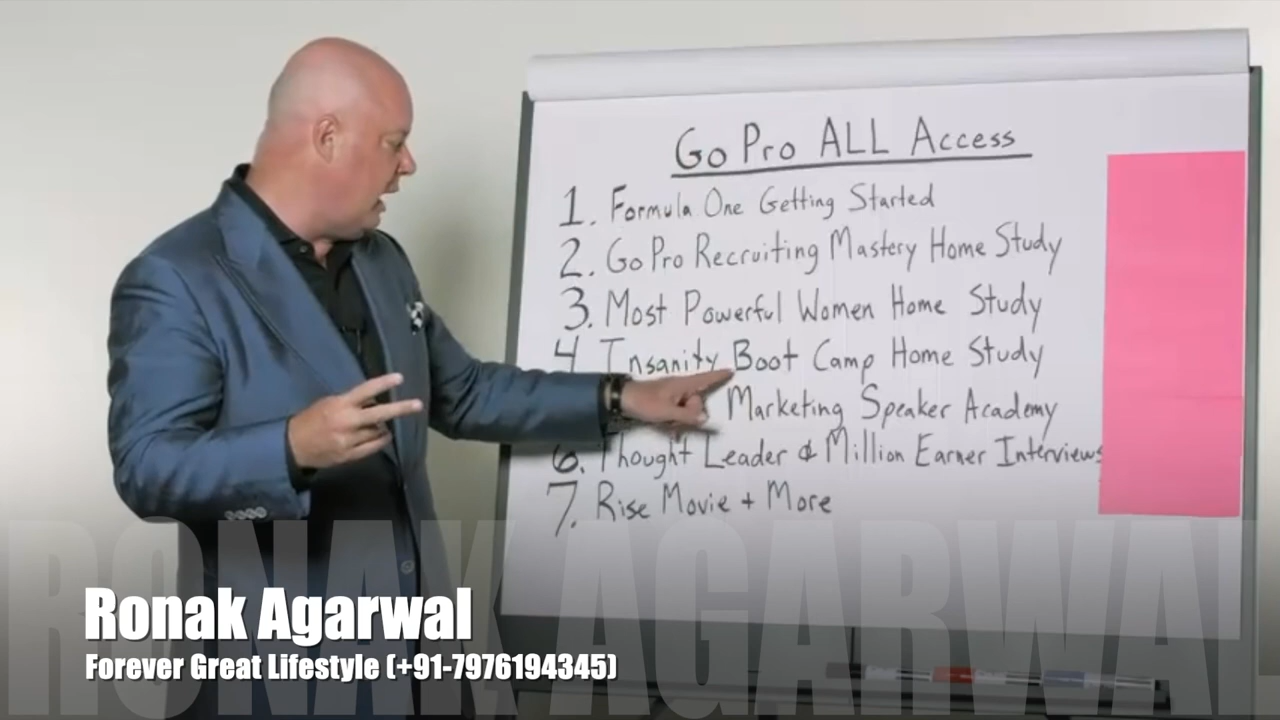 Go Pro ALL Access
1. Formula One Getting Started
2. Go Pro Recruiting Mastery Home Study
3. Most Powerful Women Home Study
4 Insanity Boot Camp Home Study
Marketing Speaker Academy
6. Thought Leader & Million Earner Interviews
7. Rise Movie + More
RONAK AGARWAL
Ronak Agarwal
Forever Great Lifestyle (+91-7976194345)